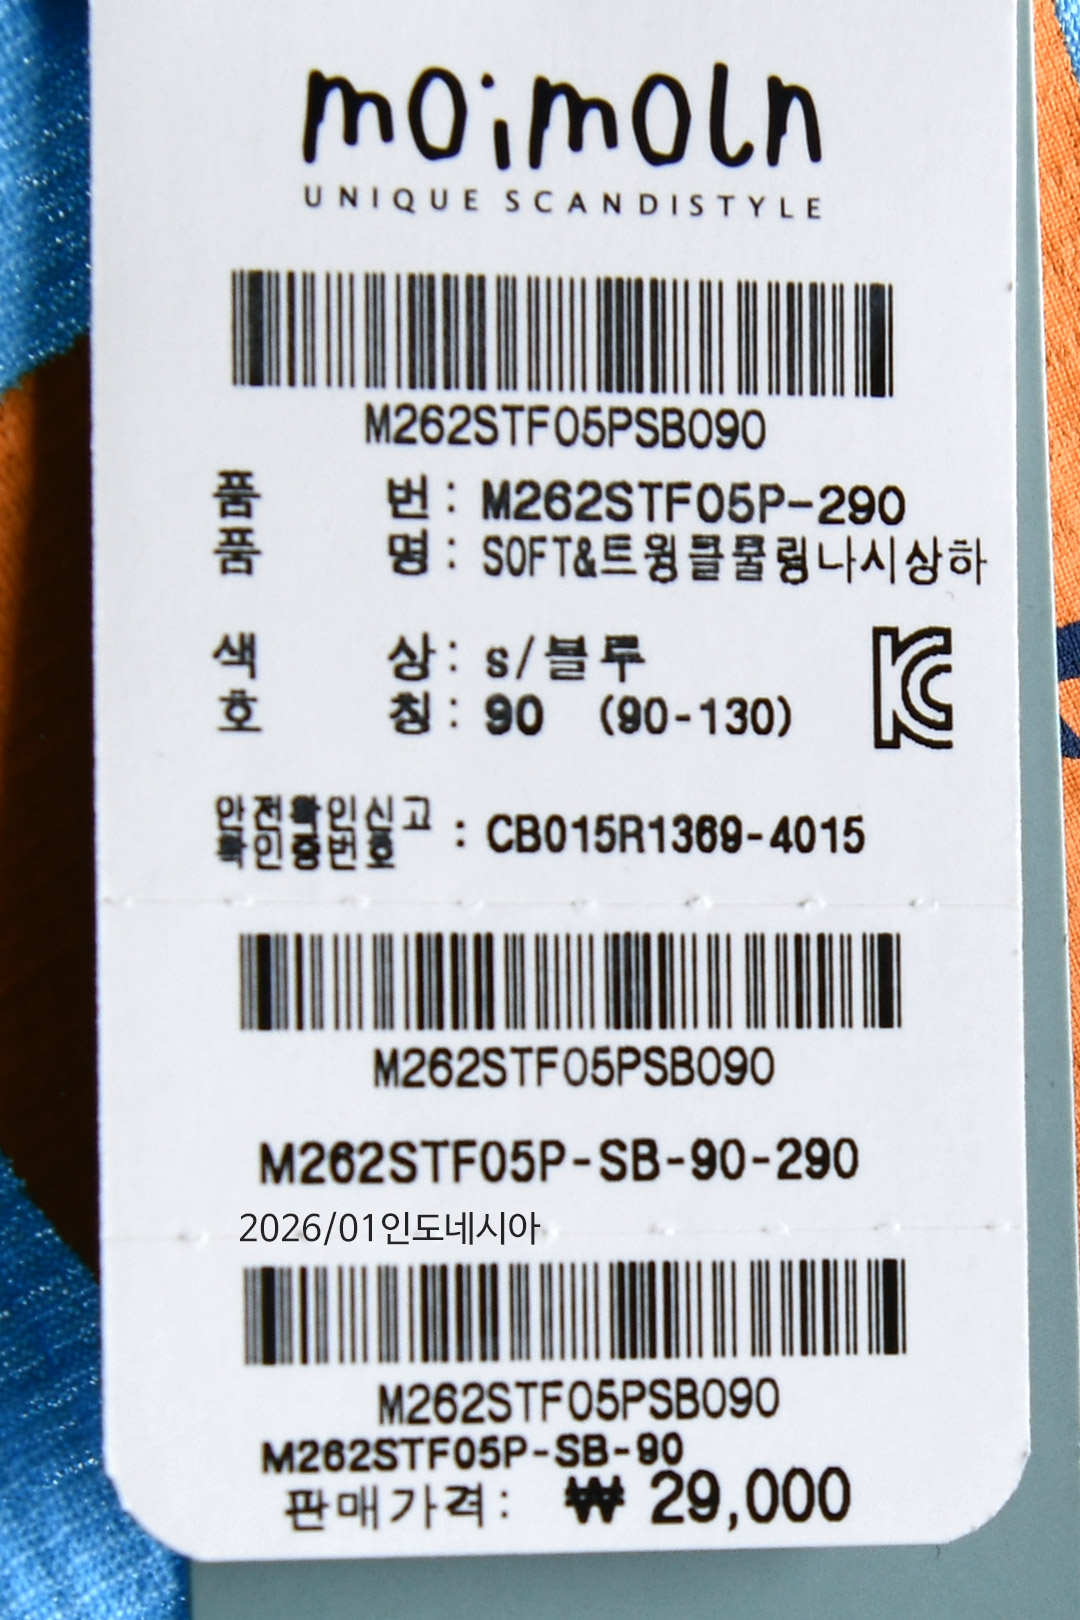 moimoln
UNIQUE SCANDISTYLE
M262STF05PSB090
품 번 : M262STF05P-290
품 명 : SOFT&트윙클쿨링나시상하
색 상 : s/블루
호 칭 : 90 (90-130)
안전확인신고
확인증번호 : CB015R1369-4015
M262STF05PSB090
M262STF05P-SB-90-290
2026/01인도네시아
M262STF05PSB090
M262STF05P-SB-90
판매가격: ₩ 29,000